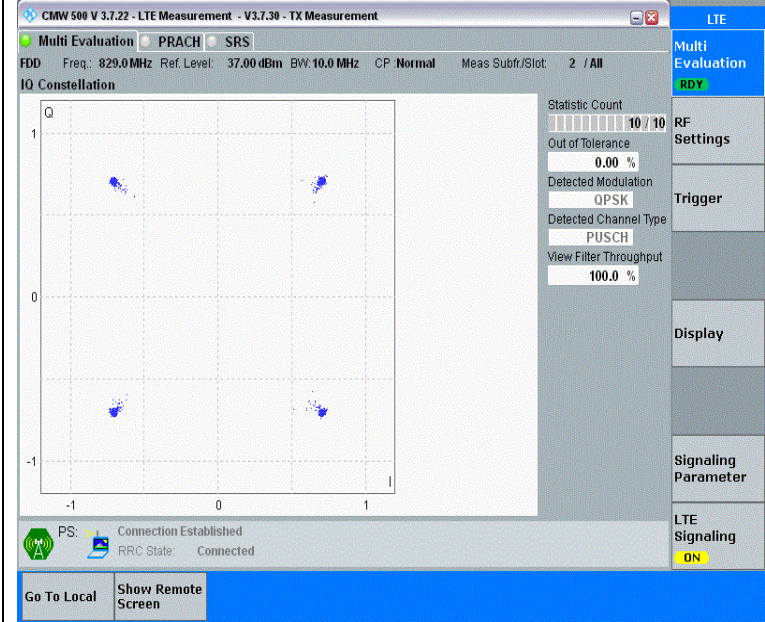 CMW 500 V 3.7.22 - LTE Measurement - V3.7.30 - TX Measurement
LTE
Multi Evaluation PRACH SRS
Multi
Evaluation
RDY
FDD Freq.: 829.0 MHz Ref. Level: 37.00 dBm BW: 10.0 MHz CP :Normal Meas Subfr./Slot: 2 / All
IQ Constellation
Q
1
0
-1
-1 0 1
I
Statistic Count
10 / 10
Out of Tolerance
0.00 %
Detected Modulation
QPSK
Detected Channel Type
PUSCH
View Filter Throughput
100.0 %
RF
Settings
Trigger
Display
Signaling
Parameter
LTE
Signaling
ON
PS: Connection Established
RRC State: Connected
Go To Local
Show Remote
Screen